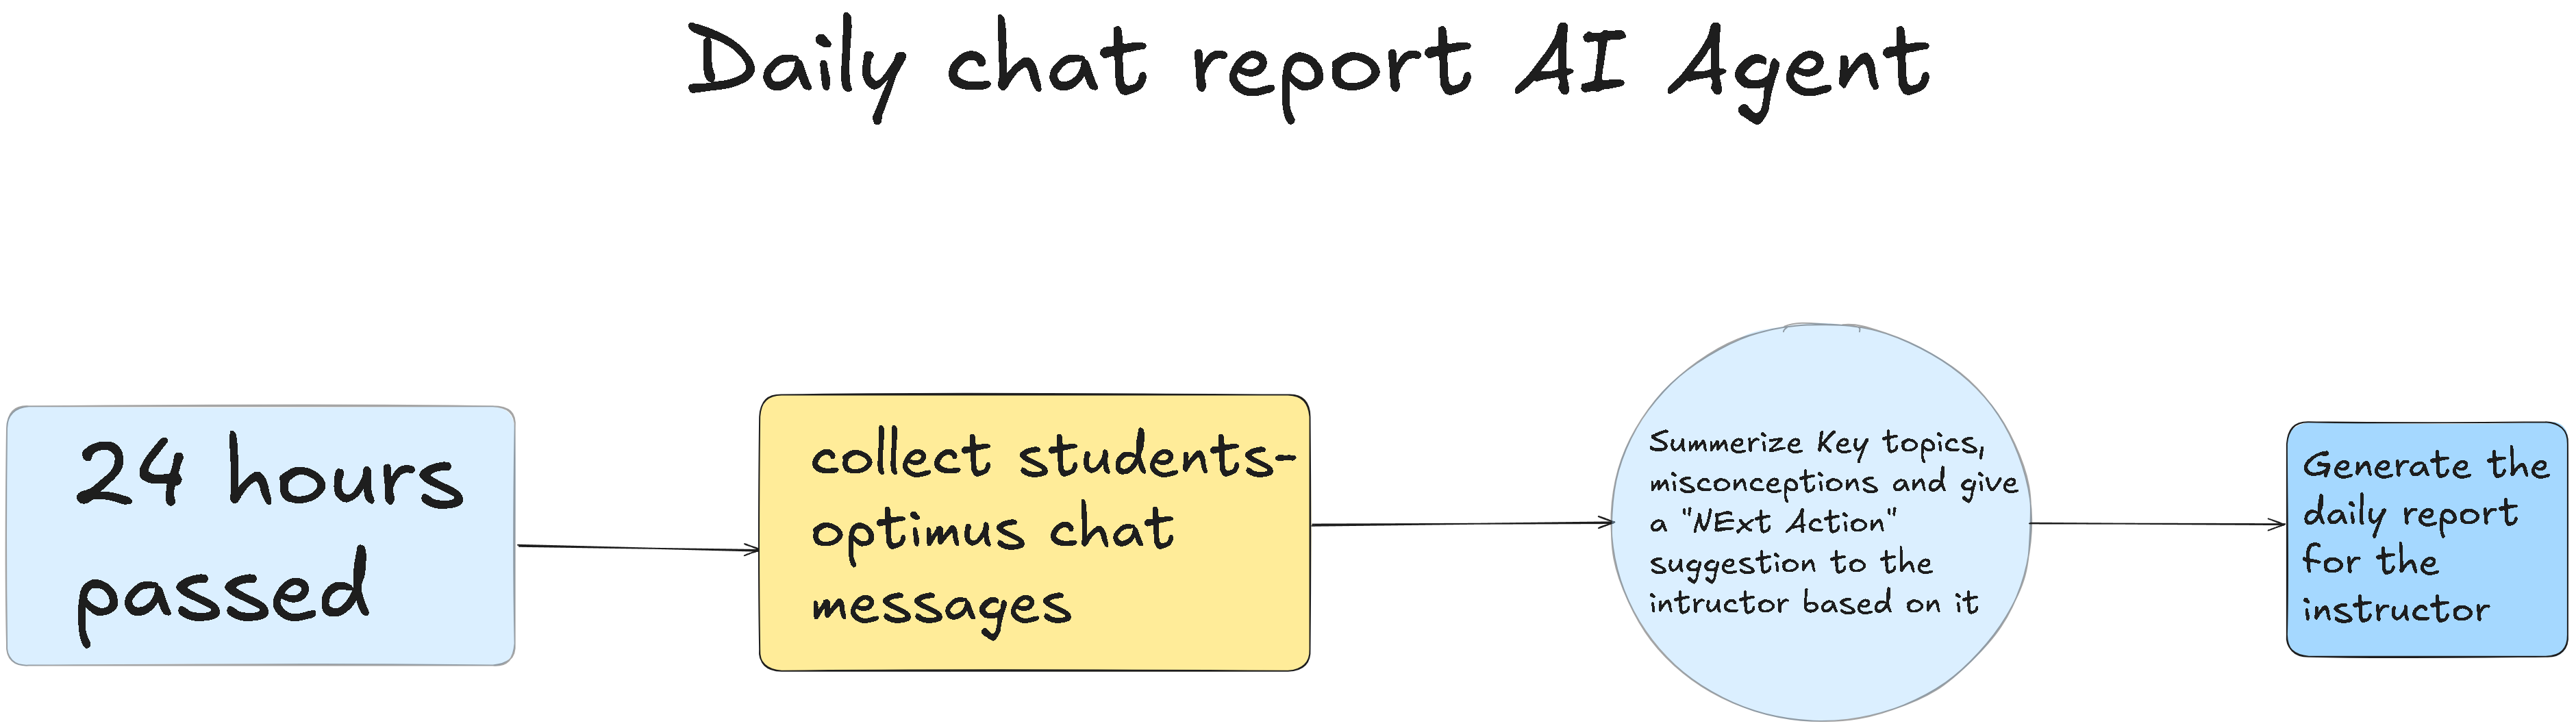 Daily chat report AI Agent
24 hours
passed
collect students-
optimus chat
messages
Summerize Key topics,
misconceptions and give
a "NExt Action"
suggestion to the
intructor based on it
Generate the
daily report
for the
instructor